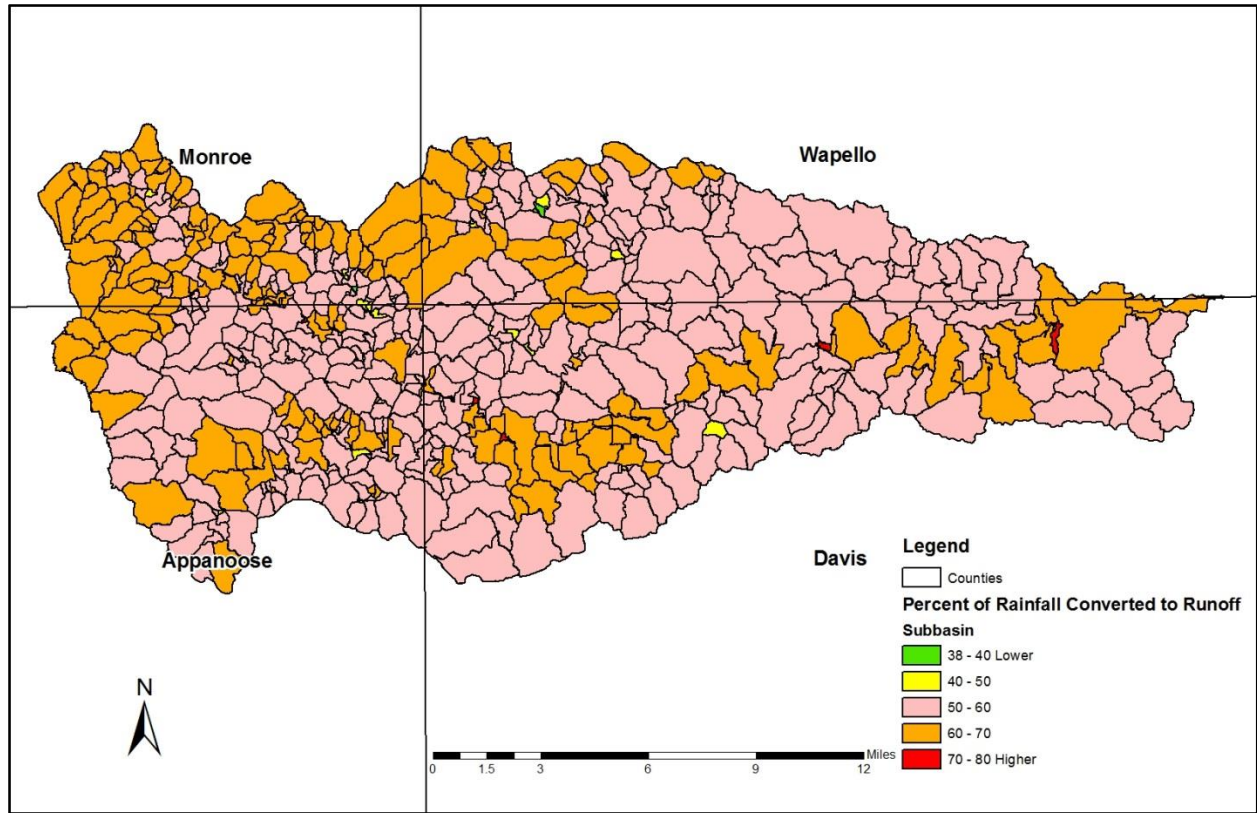 Monroe
Wapello
Appanoose
Davis
N
0 1.5 3 6 9 12
Miles
Legend
Counties
Percent of Rainfall Converted to Runoff
Subbasin
38 - 40 Lower
40 - 50
50 - 60
60 - 70
70 - 80 Higher